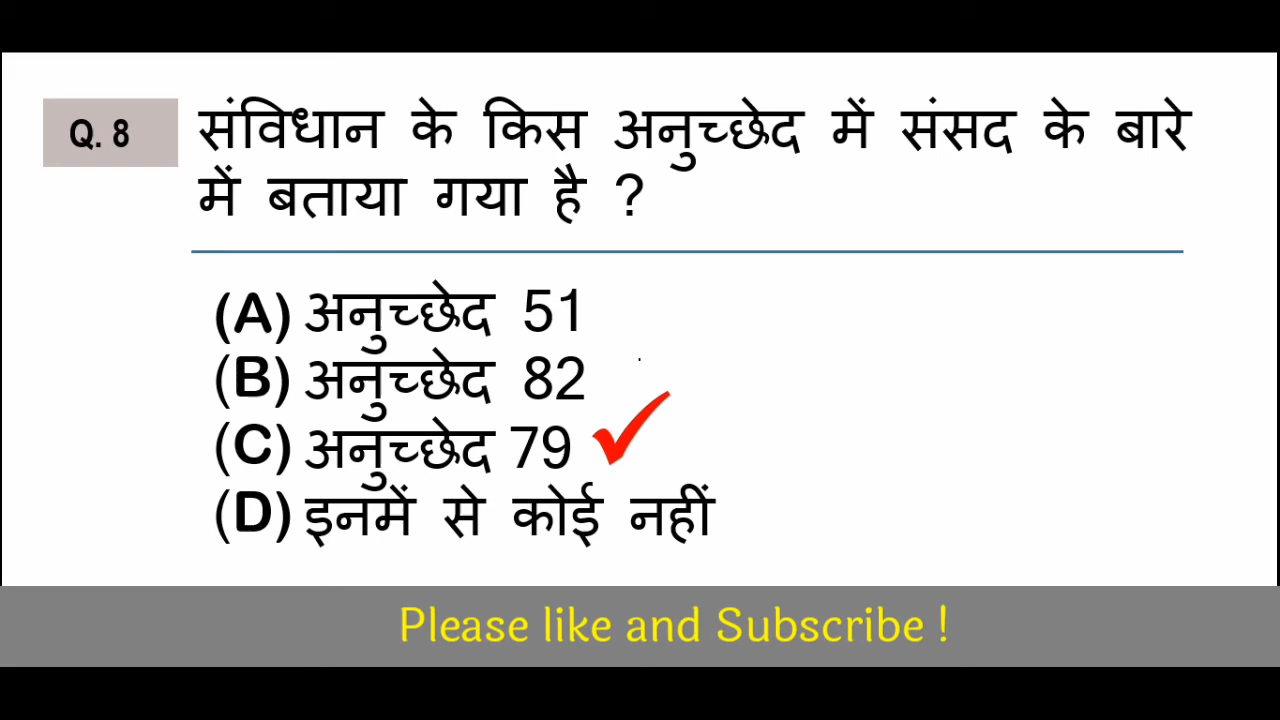 Q. 8 संविधान के किस अनुच्छेद में संसद के बारे
में बताया गया है ?
(A) अनुच्छेद 51
(B) अनुच्छेद 82
(C) अनुच्छेद 79
(D) इनमें से कोई नहीं
Please like and Subscribe !